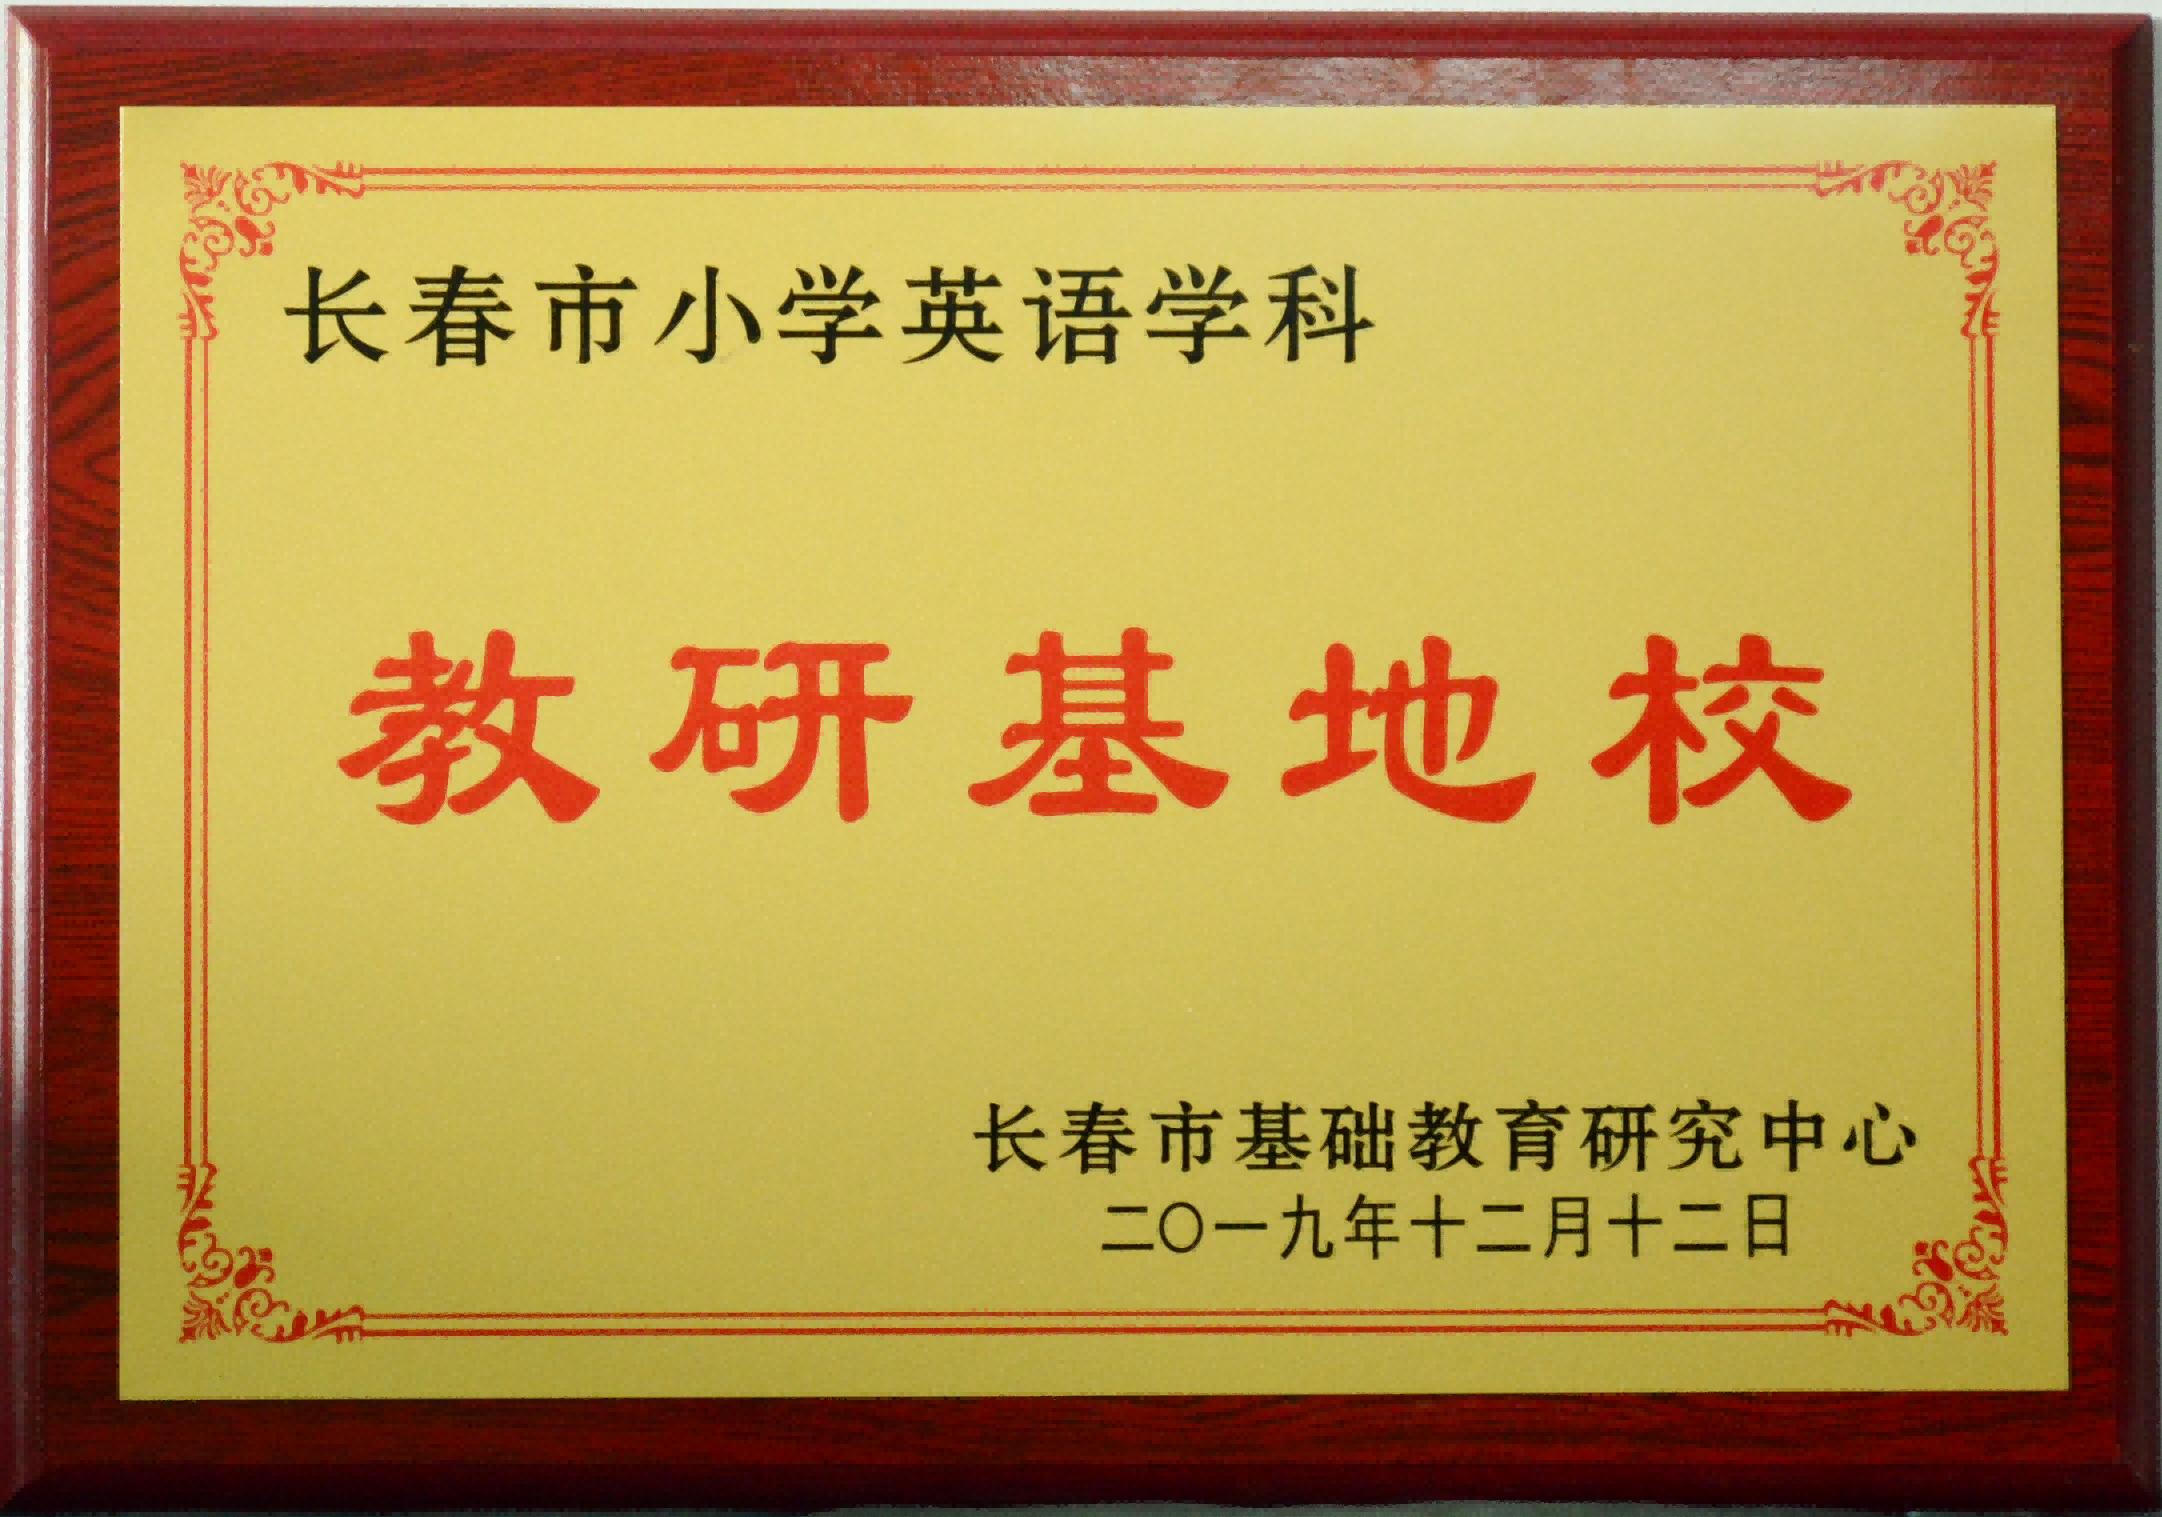 长春市小学英语学科
教研基地校
长春市基础教育研究中心
二〇一九年十二月十二日